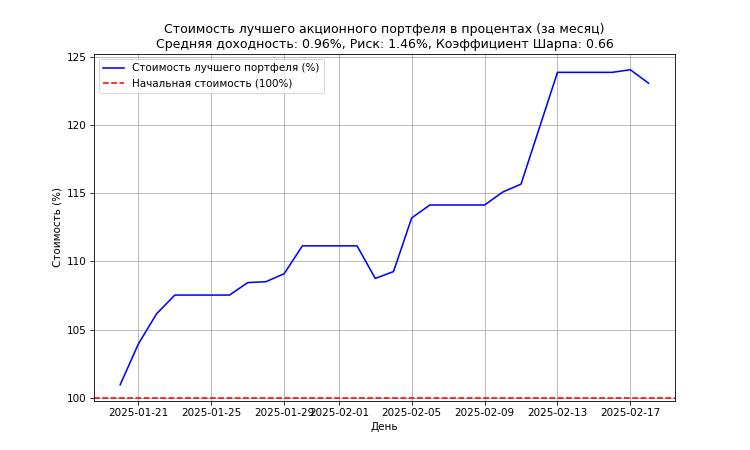 Стоимость лучшего акционного портфеля в процентах (за месяц)
Средняя доходность: 0.96%, Риск: 1.46%, Коэффициент Шарпа: 0.66
Стоимость лучшего портфеля (%)
Начальная стоимость (100%)
Стоимость (%)
125
120
115
110
105
100
2025-01-21 2025-01-25 2025-01-29 2025-02-01 2025-02-05 2025-02-09 2025-02-13 2025-02-17
День